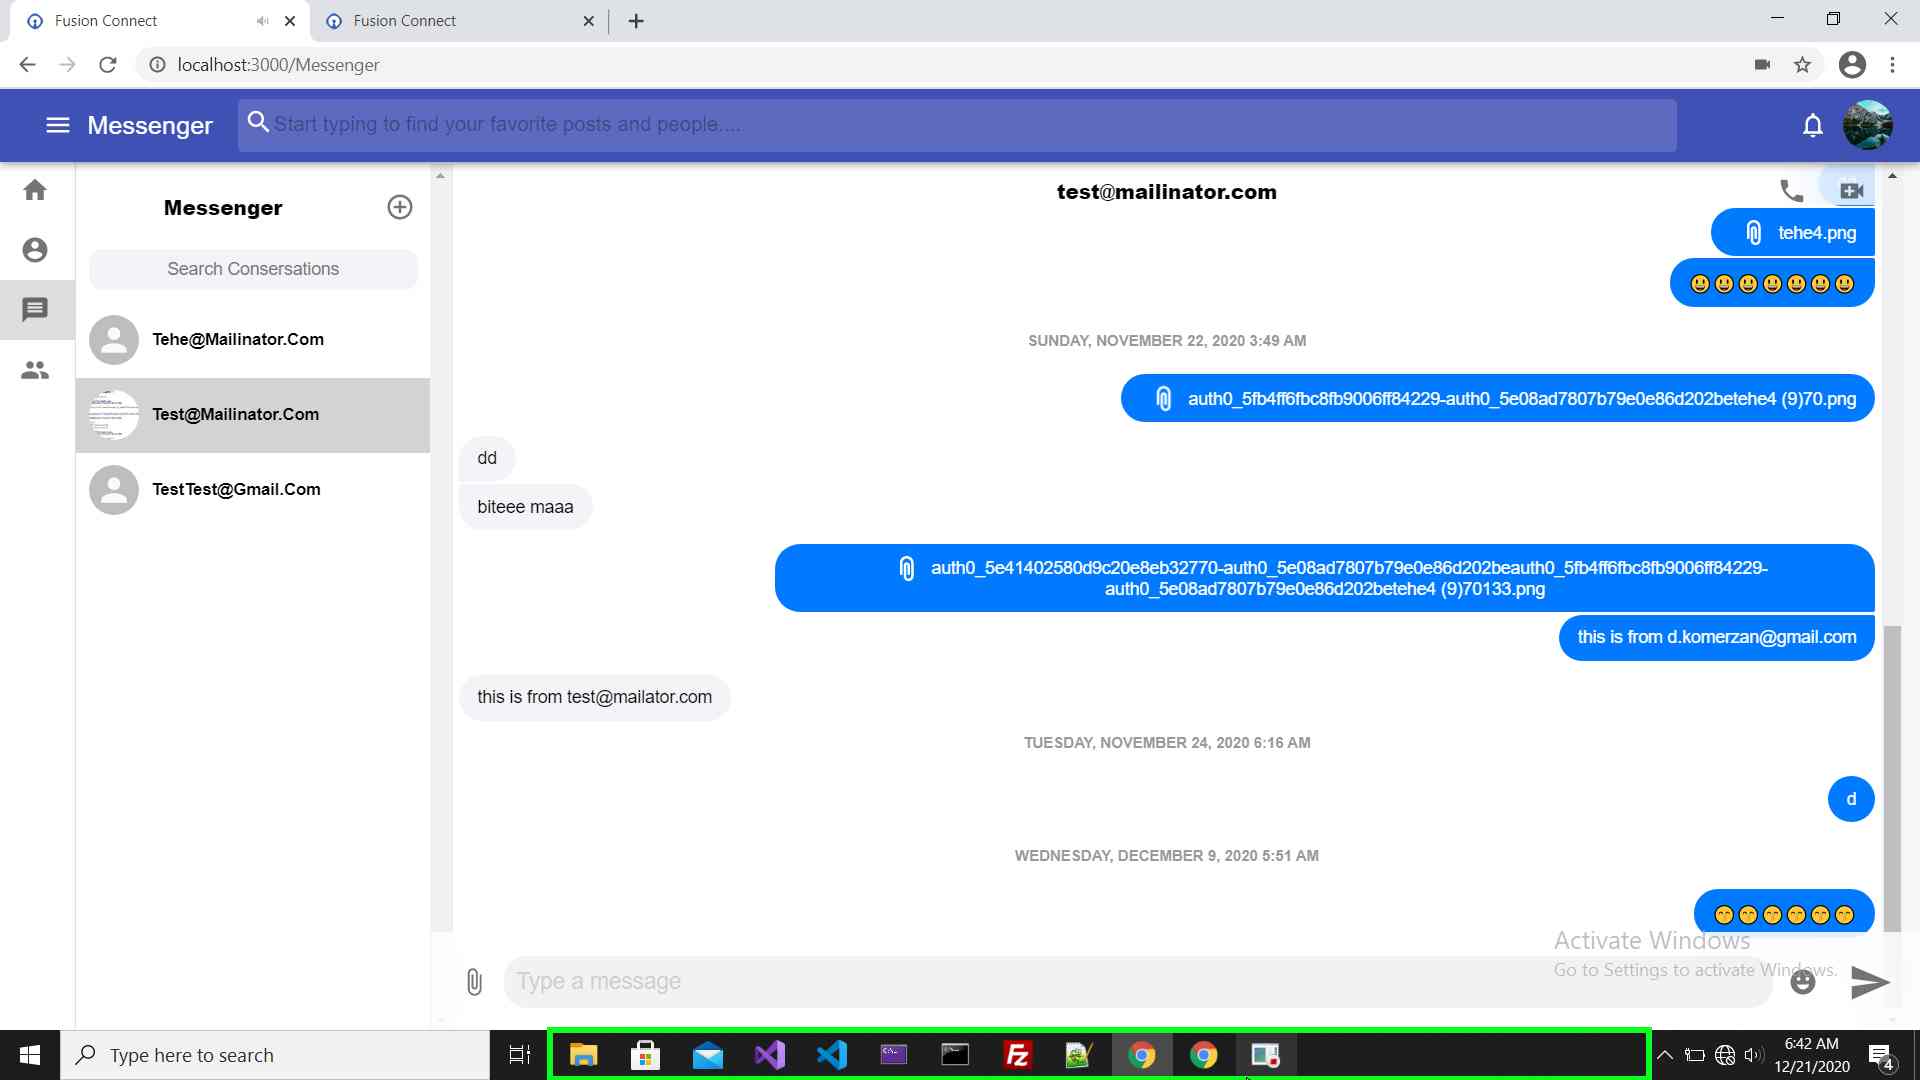 Fusion Connect
Fusion Connect
localhost:3000/Messenger
Messenger
Start typing to find your favorite posts and people....
Messenger
Search Consersations
Tehe@Mailinator.Com
Test@Mailinator.Com
TestTest@Gmail.Com
test@mailinator.com
tehe4.png
SUNDAY, NOVEMBER 22, 2020 3:49 AM
auth0_5fb4ff6fbc8fb9006ff84229-auth0_5e08ad7807b79e0e86d202betehe4 (9)70.png
dd
biteee maaa
auth0_5e41402580d9c20e8eb32770-auth0_5e08ad7807b79e0e86d202beauth0_5fb4ff6fbc8fb9006ff84229-
auth0_5e08ad7807b79e0e86d202betehe4 (9)70133.png
this is from d.komerzan@gmail.com
this is from test@mailator.com
TUESDAY, NOVEMBER 24, 2020 6:16 AM
d
WEDNESDAY, DECEMBER 9, 2020 5:51 AM
Activate Windows
Go to Settings to activate Windows.
Type a message
Type here to search
Fz
6:42 AM
12/21/2020
4